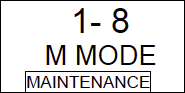 1- 8
M MODE
MAINTENANCE